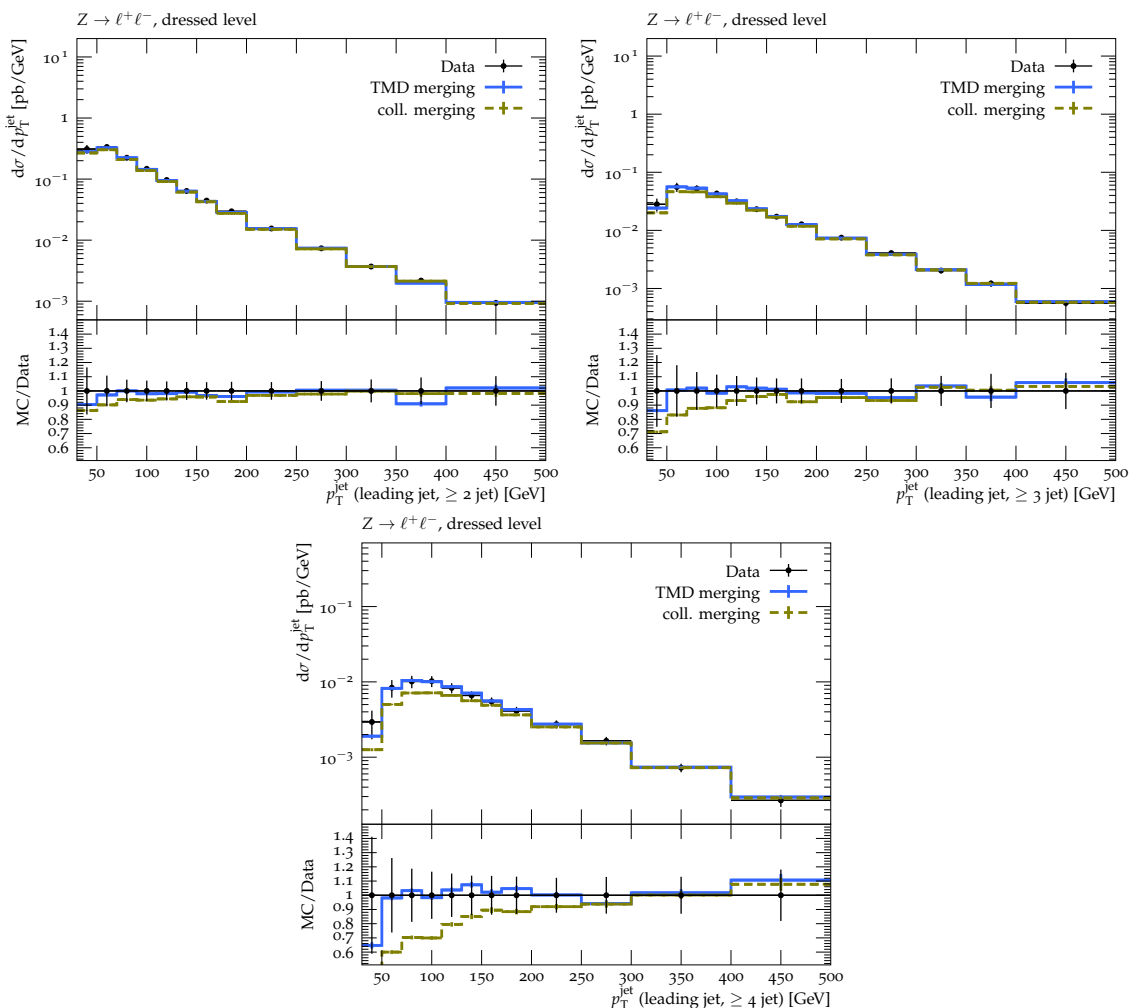 Z → ℓ⁺ℓ⁻, dressed level
dσ/dp_T^jet [pb/GeV]
10¹
1
10⁻¹
10⁻²
10⁻³
Data
TMD merging
coll. merging
MC/Data
1.4
1.3
1.2
1.1
1.0
0.9
0.8
0.7
0.6
50 100 150 200 250 300 350 400 450 500
p_T^jet (leading jet, ≥ 2 jet) [GeV]
Z → ℓ⁺ℓ⁻, dressed level
dσ/dp_T^jet [pb/GeV]
10¹
1
10⁻¹
10⁻²
10⁻³
Data
TMD merging
coll. merging
MC/Data
1.4
1.3
1.2
1.1
1.0
0.9
0.8
0.7
0.6
50 100 150 200 250 300 350 400 450 500
p_T^jet (leading jet, ≥ 3 jet) [GeV]
Z → ℓ⁺ℓ⁻, dressed level
dσ/dp_T^jet [pb/GeV]
10⁻¹
10⁻²
10⁻³
Data
TMD merging
coll. merging
MC/Data
1.4
1.3
1.2
1.1
1.0
0.9
0.8
0.7
0.6
50 100 150 200 250 300 350 400 450 500
p_T^jet (leading jet, ≥ 4 jet) [GeV]